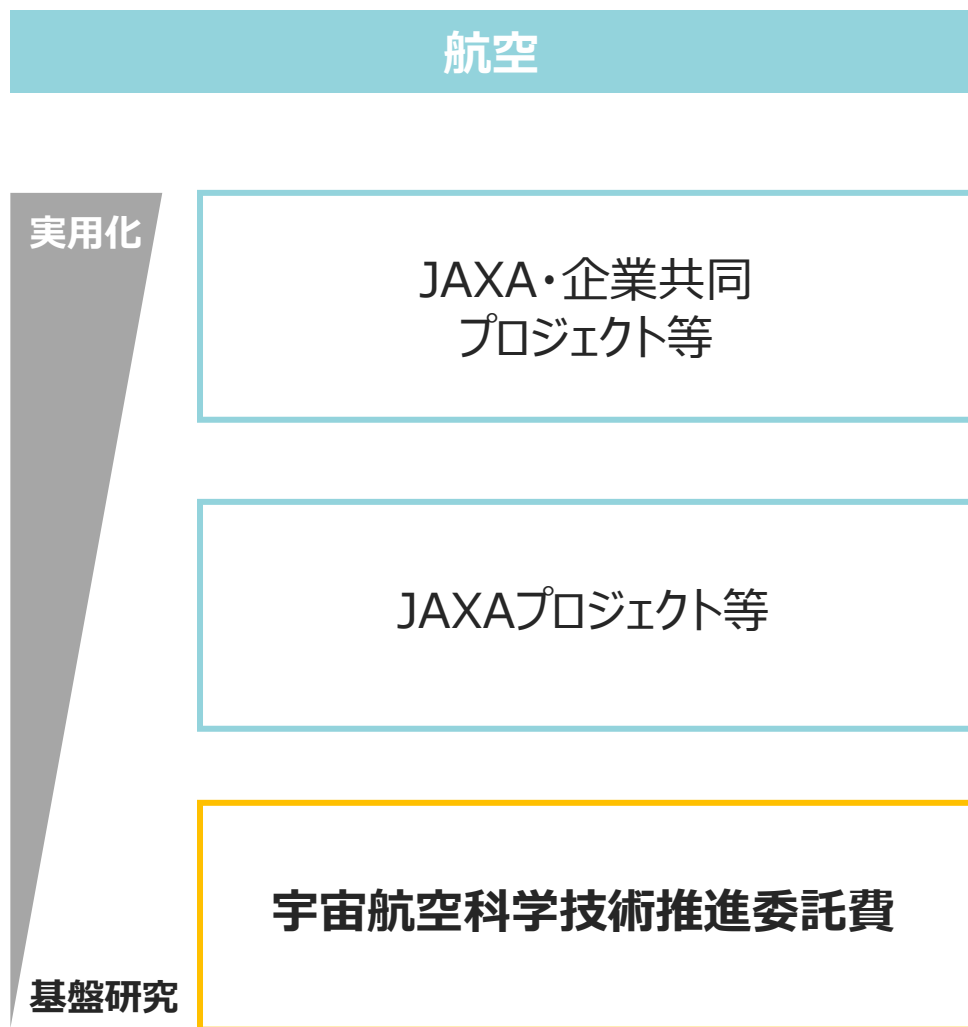 航空
実用化
JAXA・企業共同
プロジェクト等
JAXAプロジェクト等
宇宙航空科学技術推進委託費
基盤研究